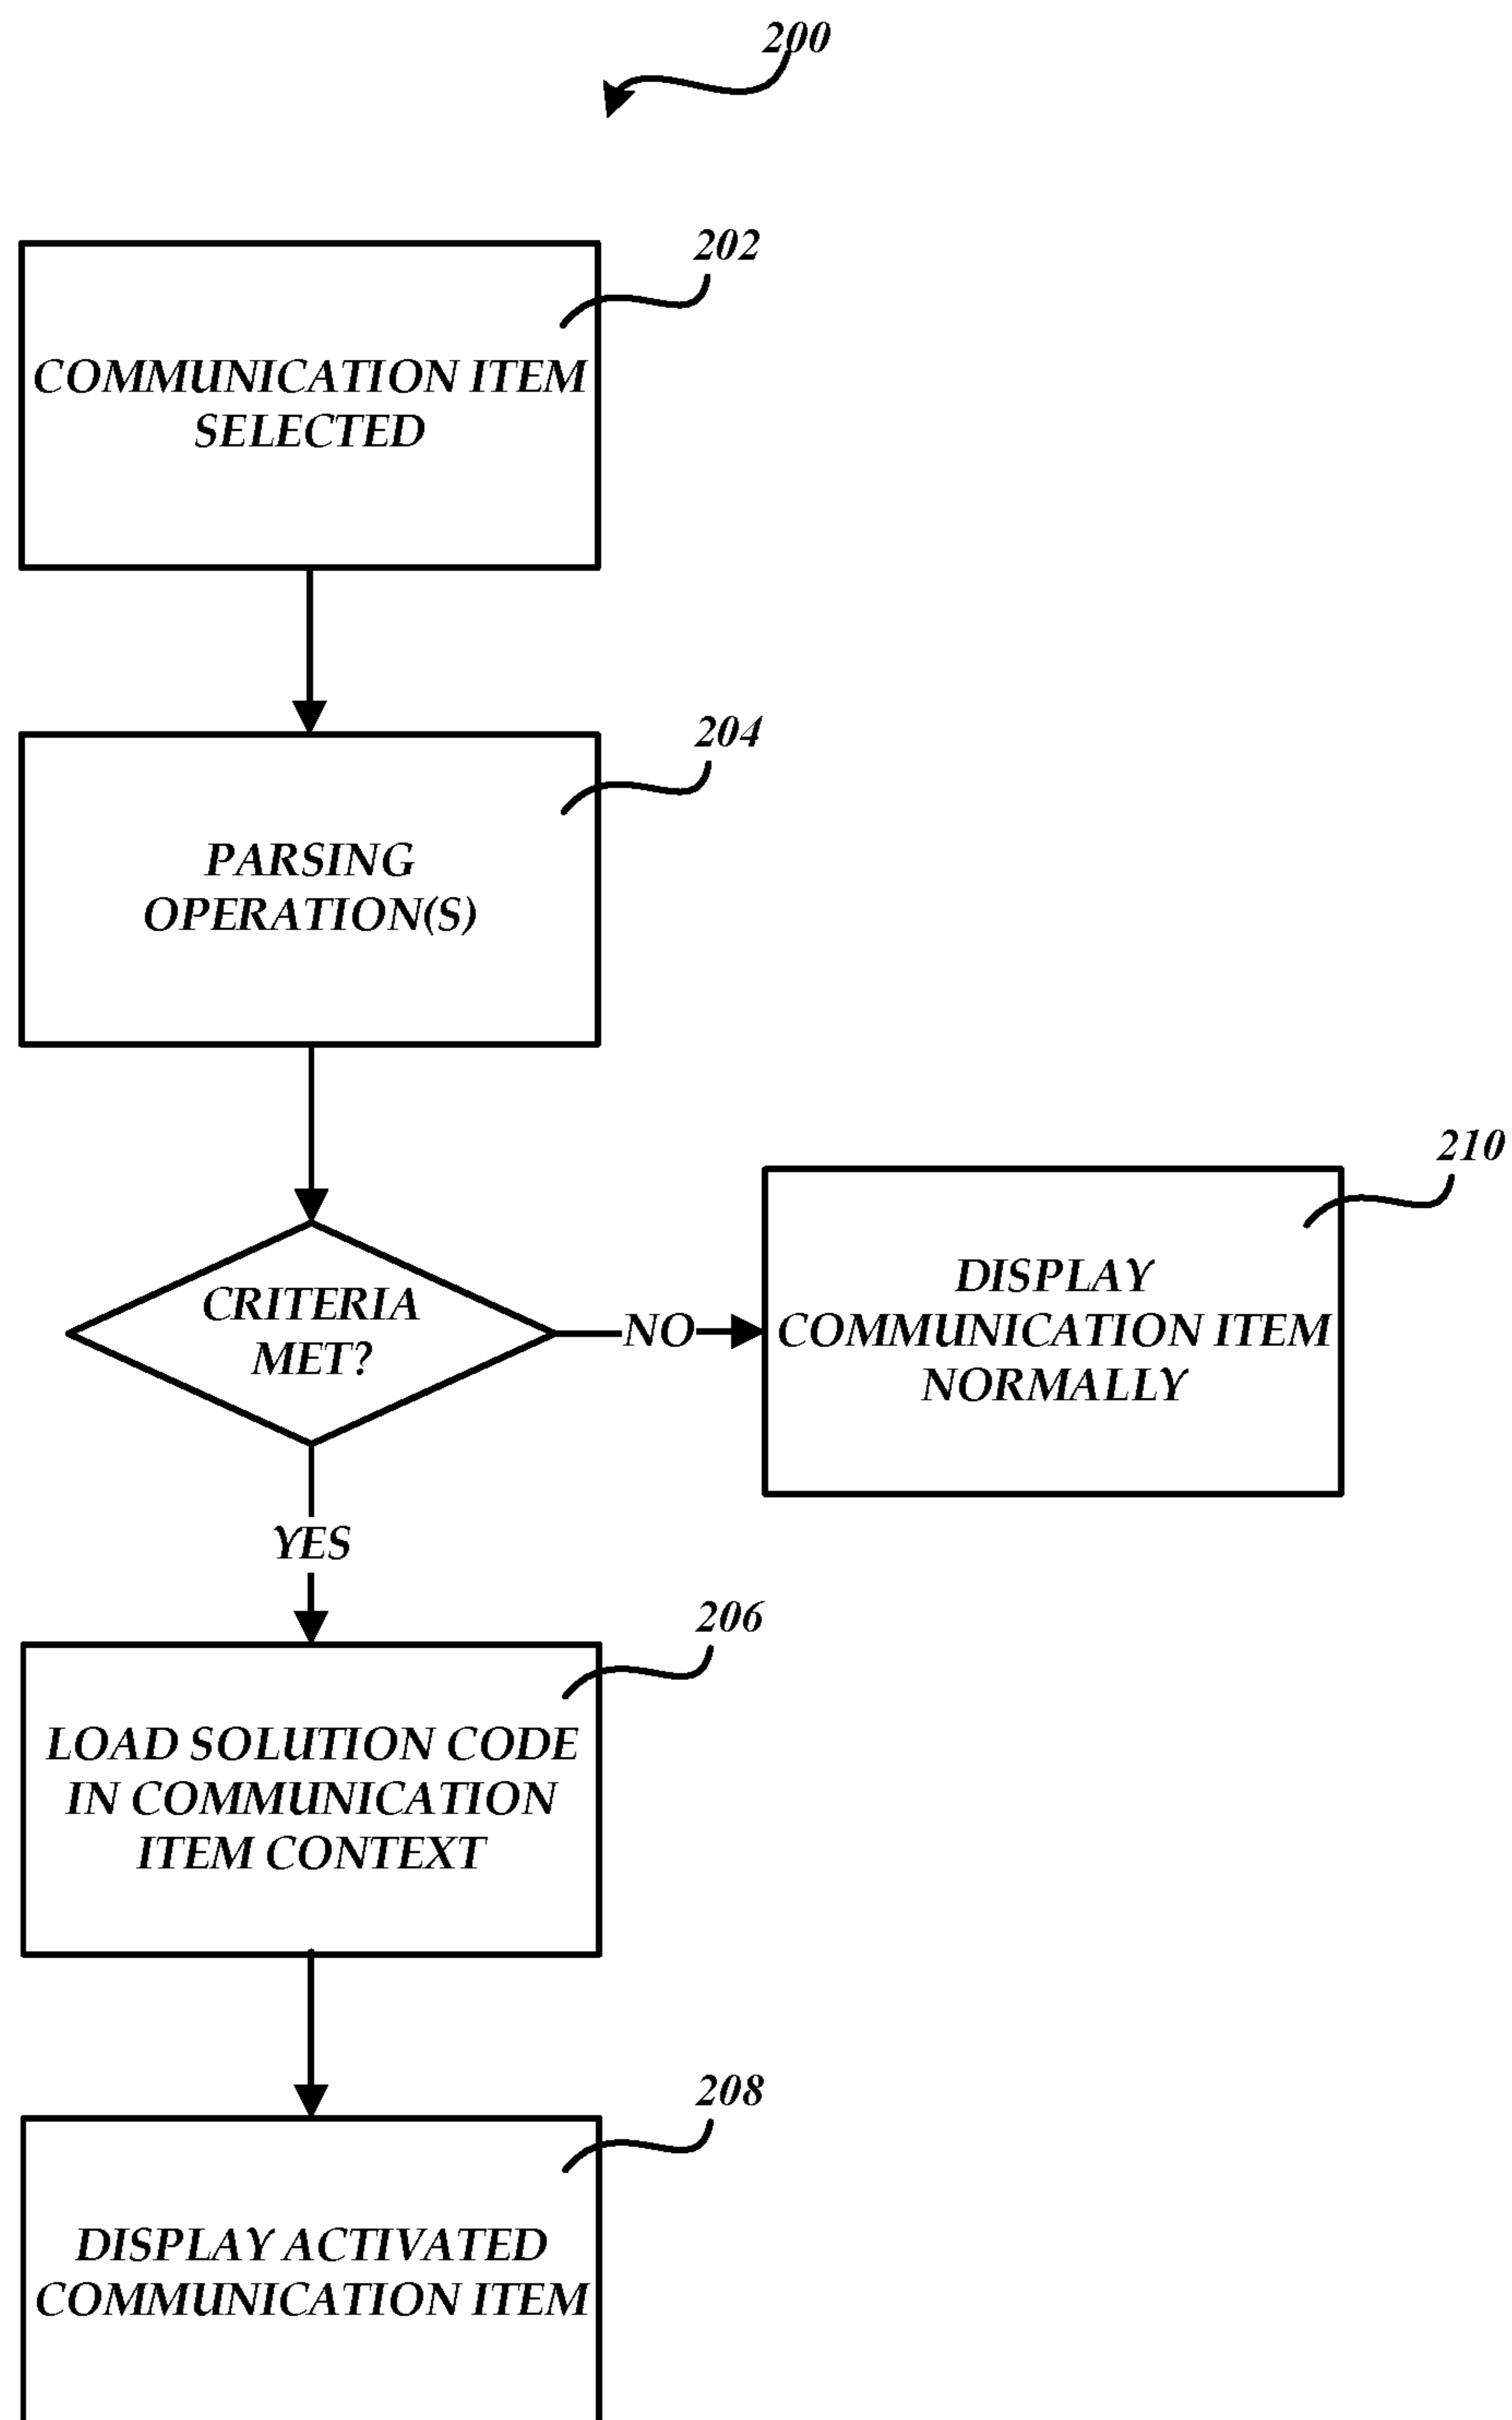 200
202
COMMUNICATION ITEM
SELECTED
204
PARSING
OPERATION(S)
CRITERIA
MET?
NO
210
DISPLAY
COMMUNICATION ITEM
NORMALLY
YES
206
LOAD SOLUTION CODE
IN COMMUNICATION
ITEM CONTEXT
208
DISPLAY ACTIVATED
COMMUNICATION ITEM